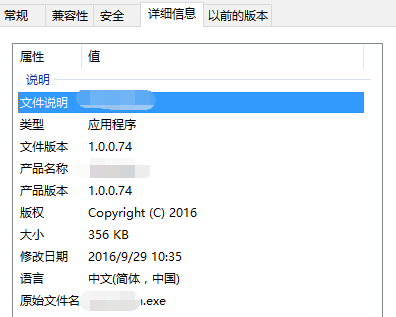 常规 兼容性 安全 详细信息 以前的版本
属性 值
说明
文件说明
类型 应用程序
文件版本 1.0.0.74
产品名称
产品版本 1.0.0.74
版权 Copyright (C) 2016
大小 356 KB
修改日期 2016/9/29 10:35
语言 中文(简体，中国)
原始文件名 .exe